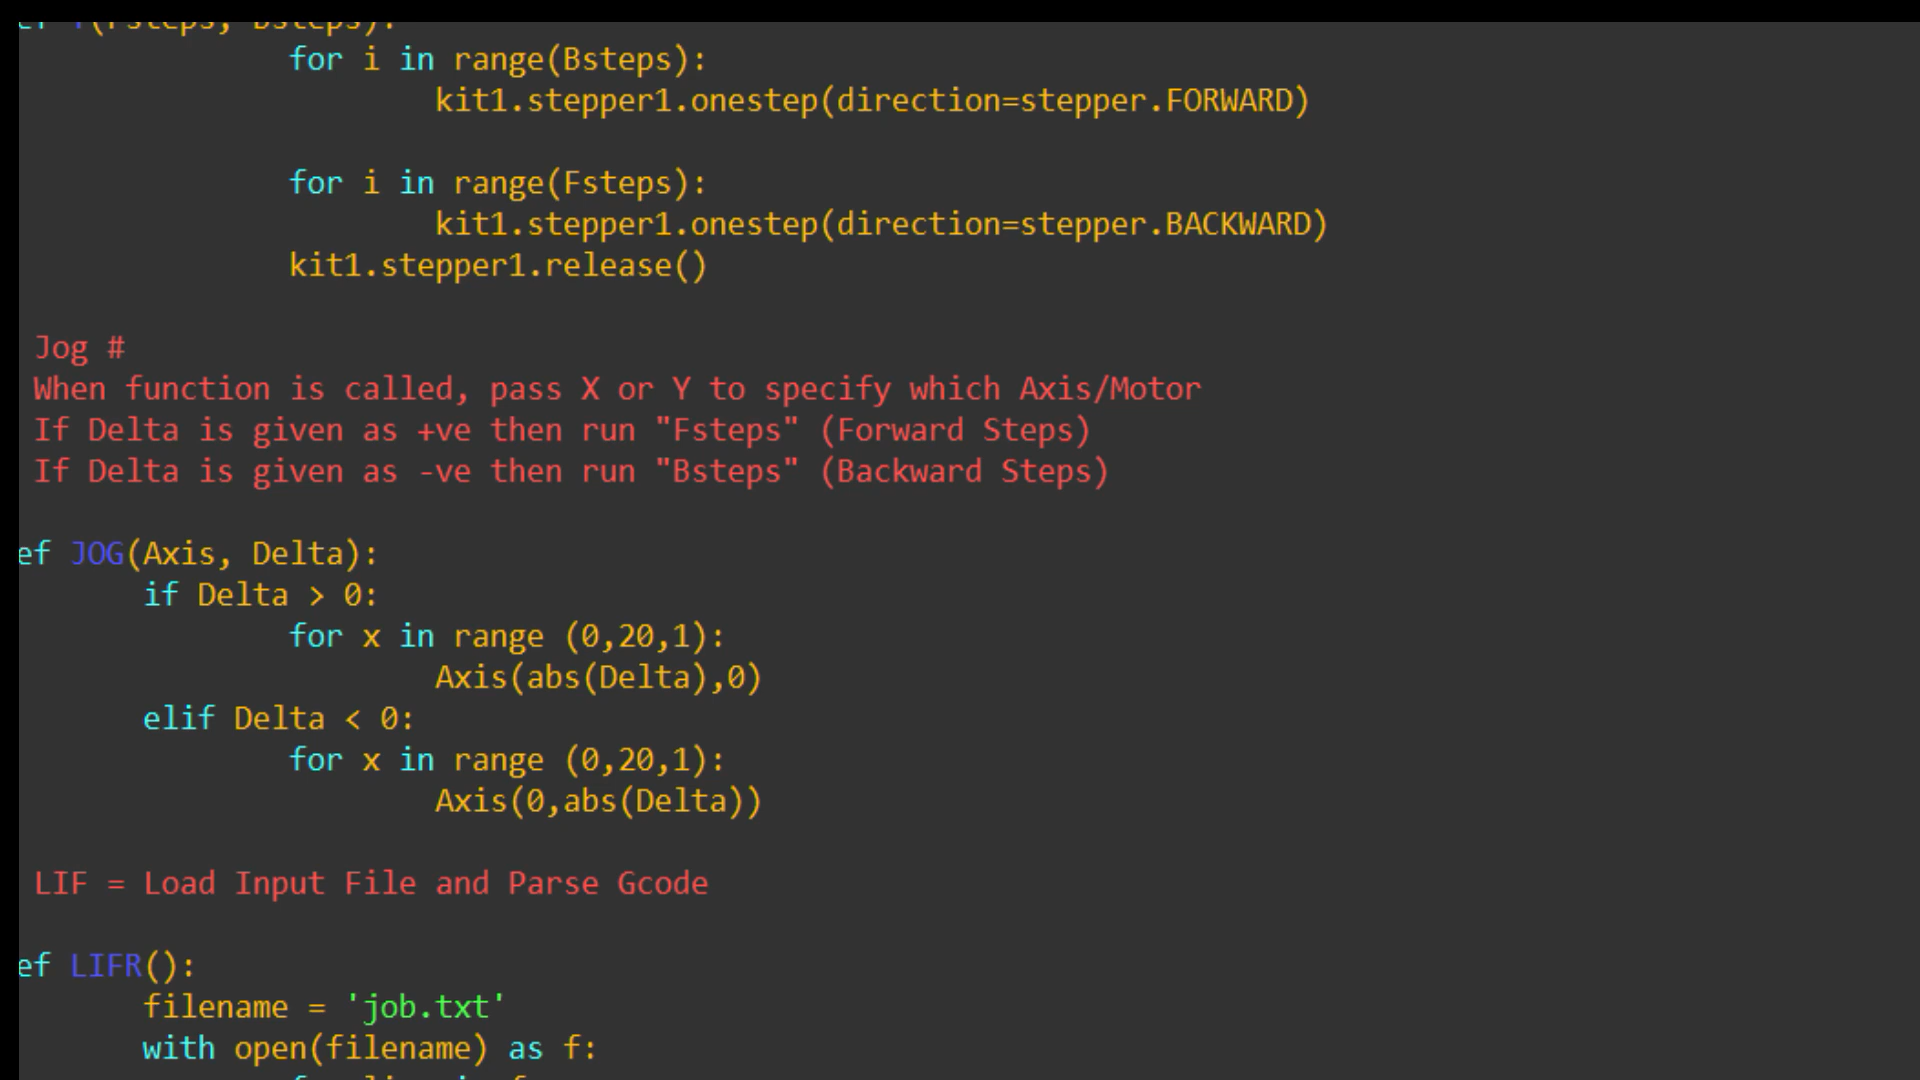 (Fsteps, Bsteps):
for i in range(Bsteps):
kit1.stepper1.onestep(direction=stepper.FORWARD)
for i in range(Fsteps):
kit1.stepper1.onestep(direction=stepper.BACKWARD)
kit1.stepper1.release()
Jog #
When function is called, pass X or Y to specify which Axis/Motor
If Delta is given as +ve then run "Fsteps" (Forward Steps)
If Delta is given as -ve then run "Bsteps" (Backward Steps)
ef JOG(Axis, Delta):
if Delta > 0:
for x in range (0,20,1):
Axis(abs(Delta),0)
elif Delta < 0:
for x in range (0,20,1):
Axis(0,abs(Delta))
LIF = Load Input File and Parse Gcode
ef LIFR():
filename = 'job.txt'
with open(filename) as f: